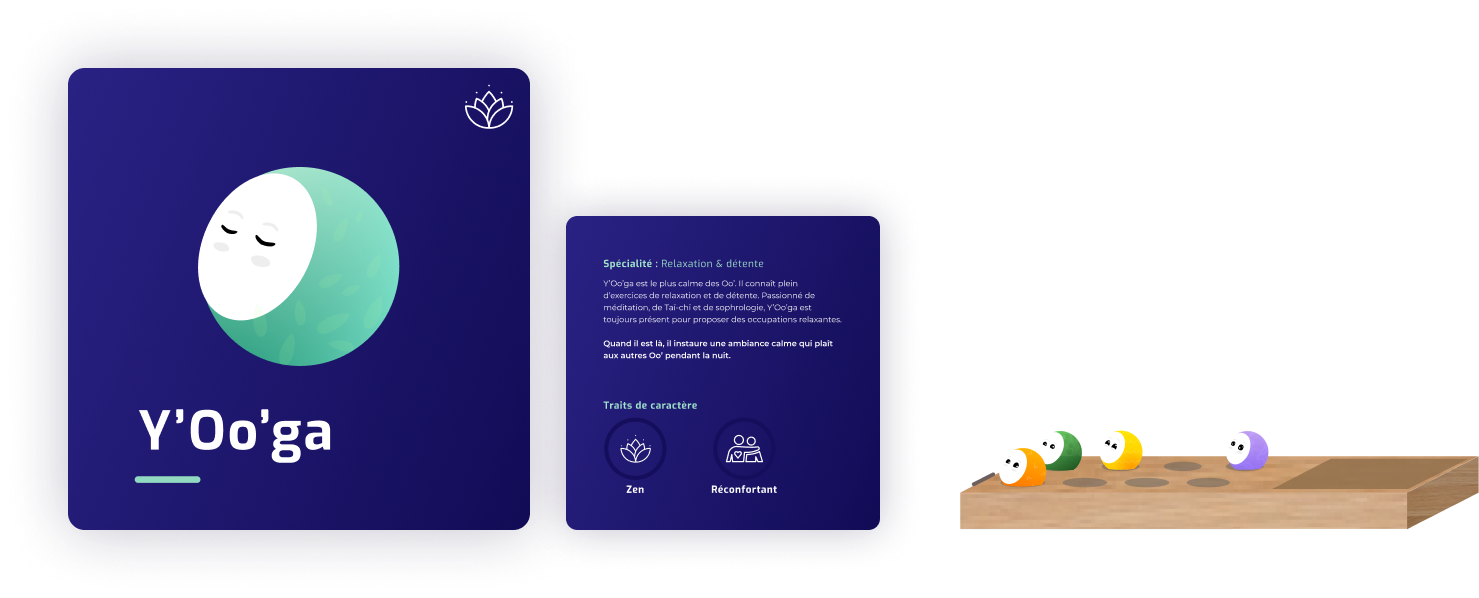 Y’Oo’ga
Spécialité : Relaxation & détente
Y’Oo’ga est le plus calme des Oo’. Il connaît plein
d’exercices de relaxation et de détente. Passionné de
méditation, de Tai-chi et de sophrologie, Y’Oo’ga est
toujours présent pour proposer des occupations relaxantes.
Quand il est là, il instaure une ambiance calme qui plaît
aux autres Oo’ pendant la nuit.
Traits de caractère
Zen
Réconfortant